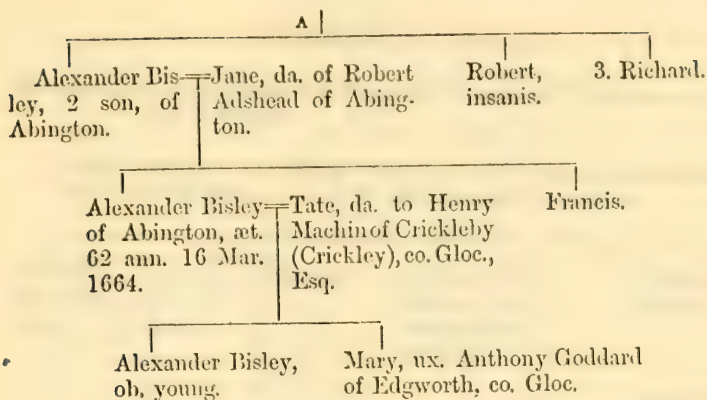 A
Alexander Bis-
ley, 2 son, of
Abington.
Jane, da. of Robert
Adshead of Abing-
ton.
Robert,
insanis.
3. Richard.
Alexander Bisley
of Abington, æt.
62 ann. 16 Mar.
1664.
Tate, da. to Henry
Machin of Crickleby
(Crickley), co. Gloc.,
Esq.
Francis.
Alexander Bisley,
ob. young.
Mary, ux. Anthony Goddard
of Edgworth, co. Gloc.